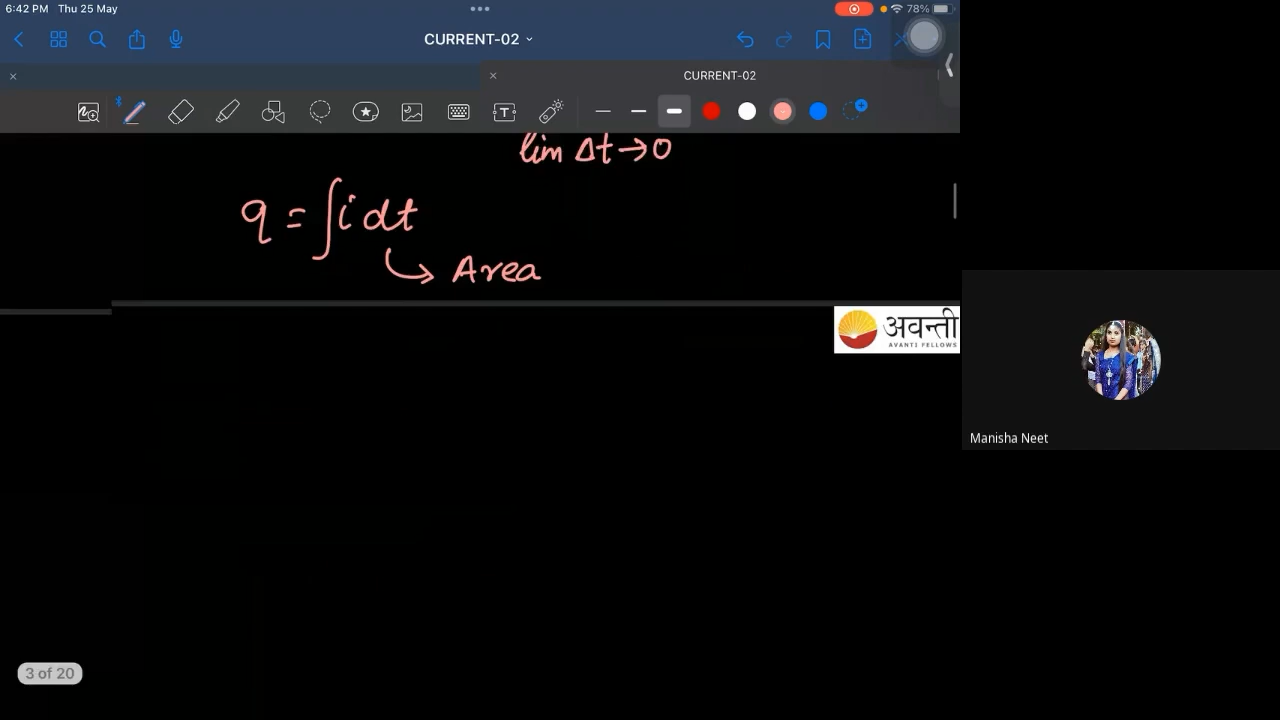 6:42 PM Thu 25 May
78%
CURRENT-02
CURRENT-02
T
lim Δt→0
q = ∫i dt
Area
अवन्ती
AVANTI FELLOWS
Manisha Neet
3 of 20